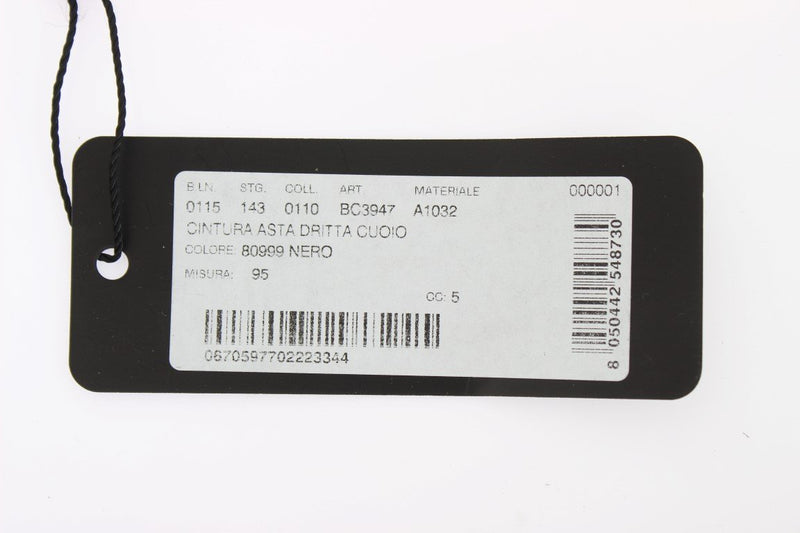 B.LN. STG. COLL. ART. MATERIALE 000001
0115 143 0110 BC3947 A1032
CINTURA ASTA DRITTA CUOIO
COLORE: 80999 NERO
MISURA: 95
CC: 5
0670597702223344
8 050442 548730